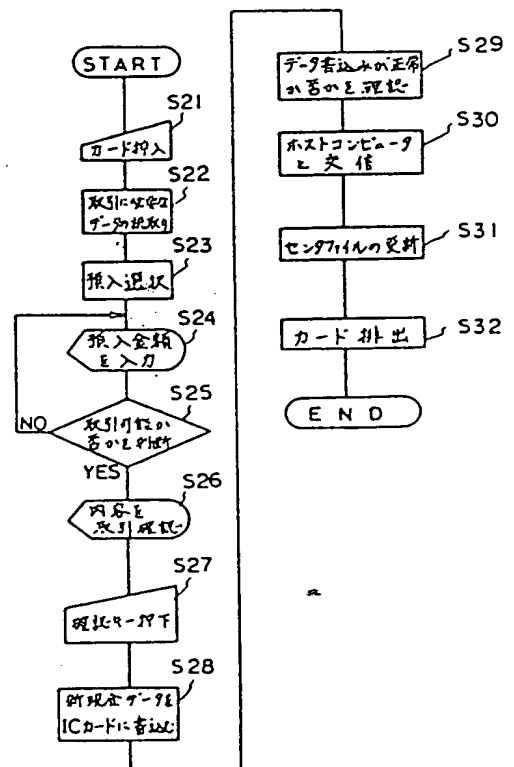 START
S21
カード挿入
S22
取引に必要な
データの読取り
S23
預入選択
S24
預入金額
を入力
S25
取引可能か
否かを判断
NO
YES
S26
内容を
取引確認
S27
確認キー押下
S28
新現金データを
ICカードに書込む
S29
データ書込みが正常
か否かを確認
S30
ホストコンピュータ
と交信
S31
センタファイルの更新
S32
カード排出
END